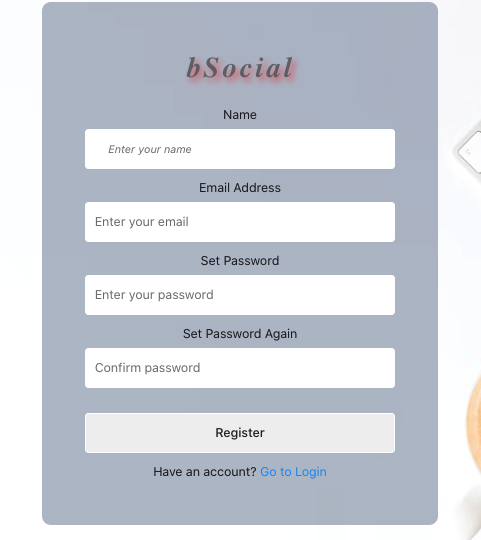 bSocial
Name
Enter your name
Email Address
Enter your email
Set Password
Enter your password
Set Password Again
Confirm password
Register
Have an account? Go to Login